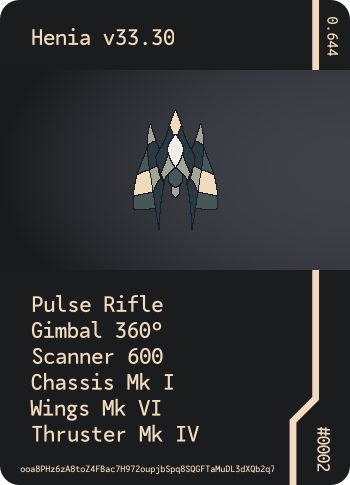 Henia v33.30
0.644
Pulse Rifle
Gimbal 360°
Scanner 600
Chassis Mk I
Wings Mk VI
Thruster Mk IV
#0002
ooa8PHz6zA8toZ4FBac7H972oupjbSpq8SQGFTaMuDL3dXQb2q7